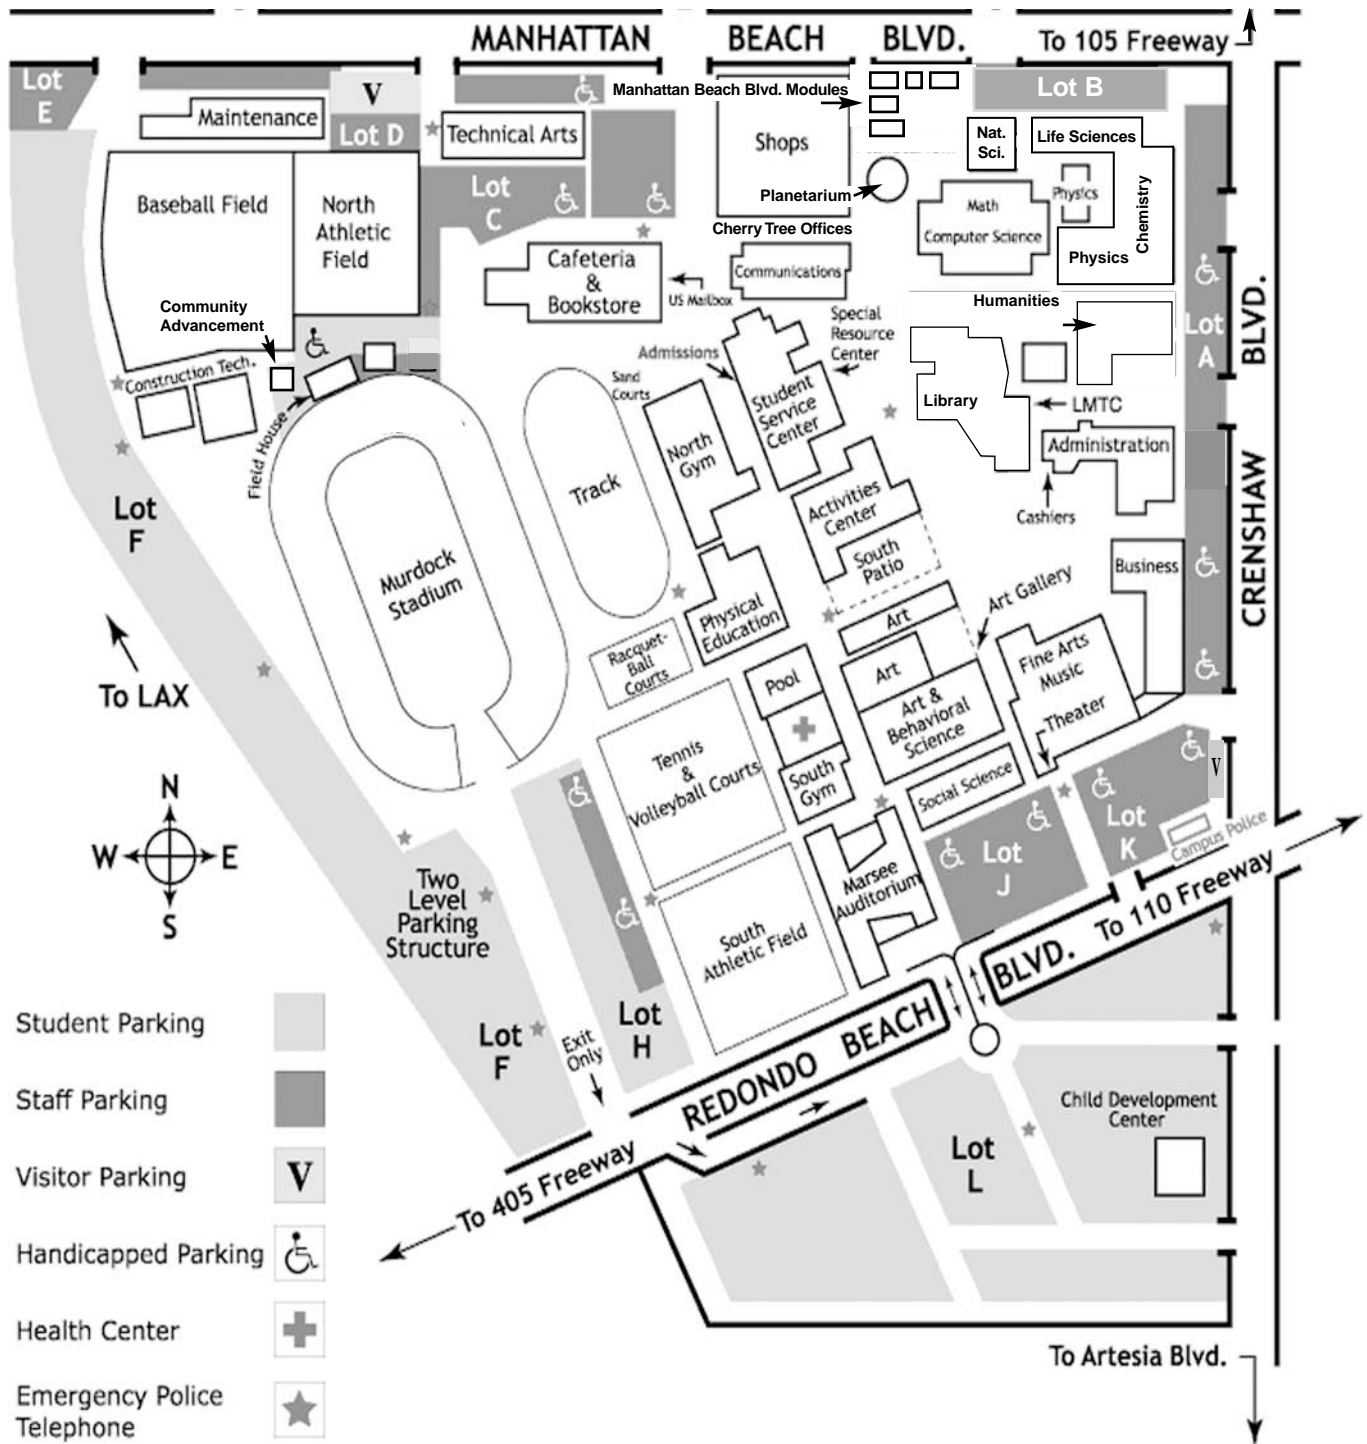 MANHATTAN BEACH BLVD.
To 105 Freeway
Lot
E
V
Manhattan Beach Blvd. Modules
Lot B
Maintenance
Lot D
Technical Arts
Shops
Nat.
Sci.
Life Sciences
Baseball Field
North
Athletic
Field
Lot
C
Planetarium
Physics
Chemistry
Math
Computer Science
Physics
Cherry Tree Offices
Cafeteria
&
Bookstore
US Mailbox
Communications
Humanities
Community
Advancement
Special
Resource
Center
Lot
A
BLVD.
Admissions
Construction Tech.
Sand
Courts
Student
Service
Center
Library
LMTC
Field House
North
Gym
Administration
Cashiers
Track
Activities
Center
South
Patio
CRENSHAW
Lot
F
Murdock
Stadium
Business
Art Gallery
Physical
Education
Art
Racquet-
Ball
Courts
Fine Arts
Music
Theater
To LAX
Pool
Art
Art &
Behavioral
Science
Tennis
&
Volleyball Courts
South
Gym
Social Science
V
N
W
E
S
Lot
K
Campus Police
Lot
J
Two
Level
Parking
Structure
Marsee
Auditorium
South
Athletic Field
To 110 Freeway
BLVD.
REDONDO BEACH
Lot
H
Lot
F
Exit
Only
To 405 Freeway
Child Development
Center
Lot
L
Student Parking
Staff Parking
Visitor Parking
V
Handicapped Parking
Health Center
Emergency Police
Telephone
To Artesia Blvd.